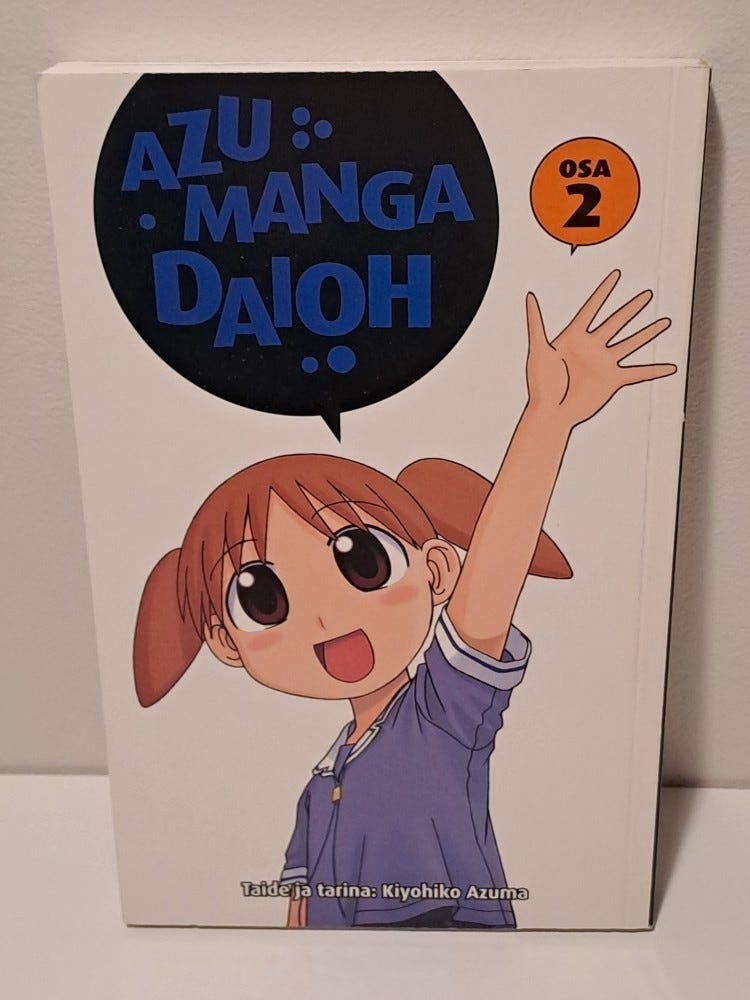 AZU
MANGA
DAIOH
OSA
2
Taide ja tarina: Kiyohiko Azuma